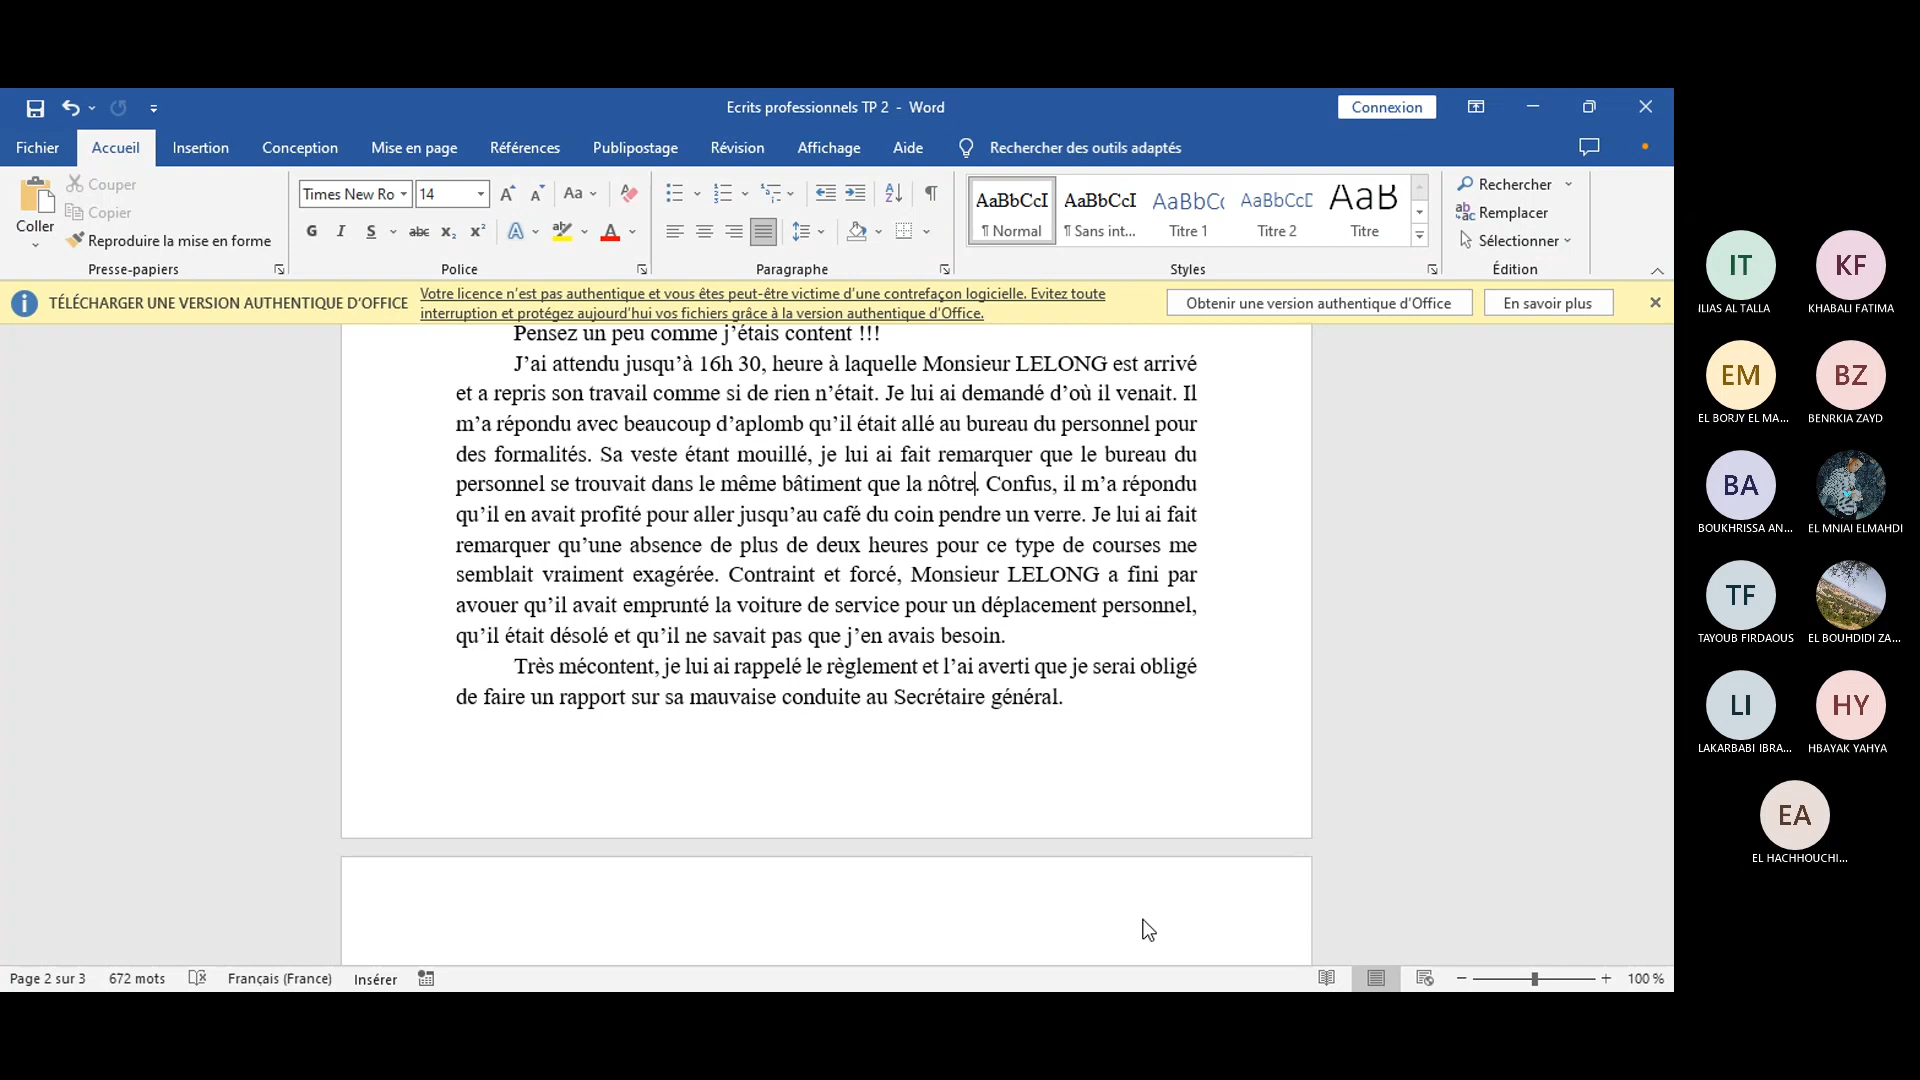 Ecrits professionnels TP 2 - Word
Connexion
Fichier Accueil Insertion Conception Mise en page Références Publipostage Révision Affichage Aide Rechercher des outils adaptés
Coller
Couper
Copier
Reproduire la mise en forme
Presse-papiers
Times New Ro 14
Aa
G I S abc x₂ x² A ab A
Police
Paragraphe
AaBbCcI AaBbCcI AaBbCc AaBbCcD AaB
¶ Normal ¶ Sans int... Titre 1 Titre 2 Titre
Styles
Rechercher
Remplacer
Sélectionner
Édition
TÉLÉCHARGER UNE VERSION AUTHENTIQUE D’OFFICE
Votre licence n’est pas authentique et vous êtes peut-être victime d’une contrefaçon logicielle. Evitez toute
interruption et protégez aujourd’hui vos fichiers grâce à la version authentique d’Office.
Obtenir une version authentique d’Office
En savoir plus
Pensez un peu comme j’étais content !!!
J’ai attendu jusqu’à 16h 30, heure à laquelle Monsieur LELONG est arrivé
et a repris son travail comme si de rien n’était. Je lui ai demandé d’où il venait. Il
m’a répondu avec beaucoup d’aplomb qu’il était allé au bureau du personnel pour
des formalités. Sa veste étant mouillé, je lui ai fait remarquer que le bureau du
personnel se trouvait dans le même bâtiment que la nôtre. Confus, il m’a répondu
qu’il en avait profité pour aller jusqu’au café du coin pendre un verre. Je lui ai fait
remarquer qu’une absence de plus de deux heures pour ce type de courses me
semblait vraiment exagérée. Contraint et forcé, Monsieur LELONG a fini par
avouer qu’il avait emprunté la voiture de service pour un déplacement personnel,
qu’il était désolé et qu’il ne savait pas que j’en avais besoin.
Très mécontent, je lui ai rappelé le règlement et l’ai averti que je serai obligé
de faire un rapport sur sa mauvaise conduite au Secrétaire général.
Page 2 sur 3 672 mots Français (France) Insérer 100 %
IT KF
ILIAS AL TALLA KHABALI FATIMA
EM BZ
EL BORJY EL MA... BENRKIA ZAYD
BA
BOUKHRISSA AN... EL MNIAI ELMAHDI
TF
TAYOUB FIRDAOUS EL BOUHDIDI ZA...
LI HY
LAKARBABI IBRA... HBAYAK YAHYA
EA
EL HACHHOUCHI...